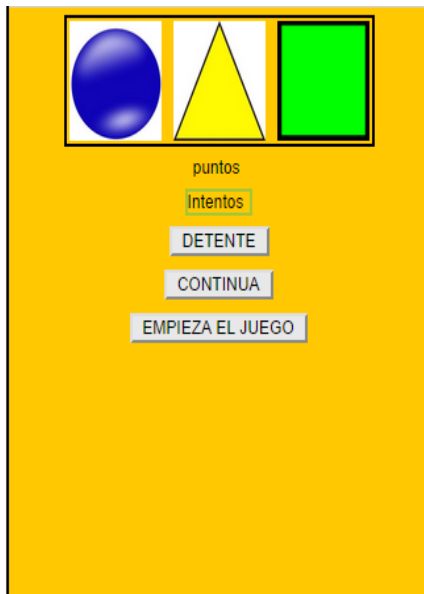 puntos
Intentos
DETENTE
CONTINUA
EMPIEZA EL JUEGO